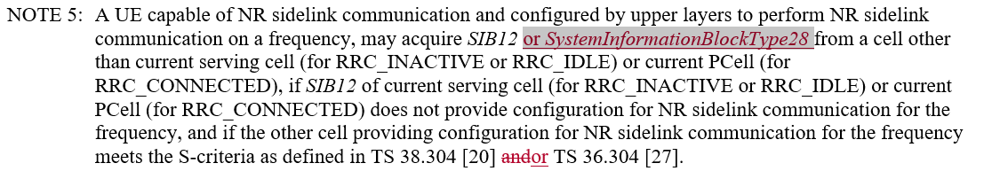 NOTE 5: A UE capable of NR sidelink communication and configured by upper layers to perform NR sidelink
communication on a frequency, may acquire SIB12 or SystemInformationBlockType28 from a cell other
than current serving cell (for RRC_INACTIVE or RRC_IDLE) or current PCell (for
RRC_CONNECTED), if SIB12 of current serving cell (for RRC_INACTIVE or RRC_IDLE) or current
PCell (for RRC_CONNECTED) does not provide configuration for NR sidelink communication for the
frequency, and if the other cell providing configuration for NR sidelink communication for the frequency
meets the S-criteria as defined in TS 38.304 [20] andor TS 36.304 [27].